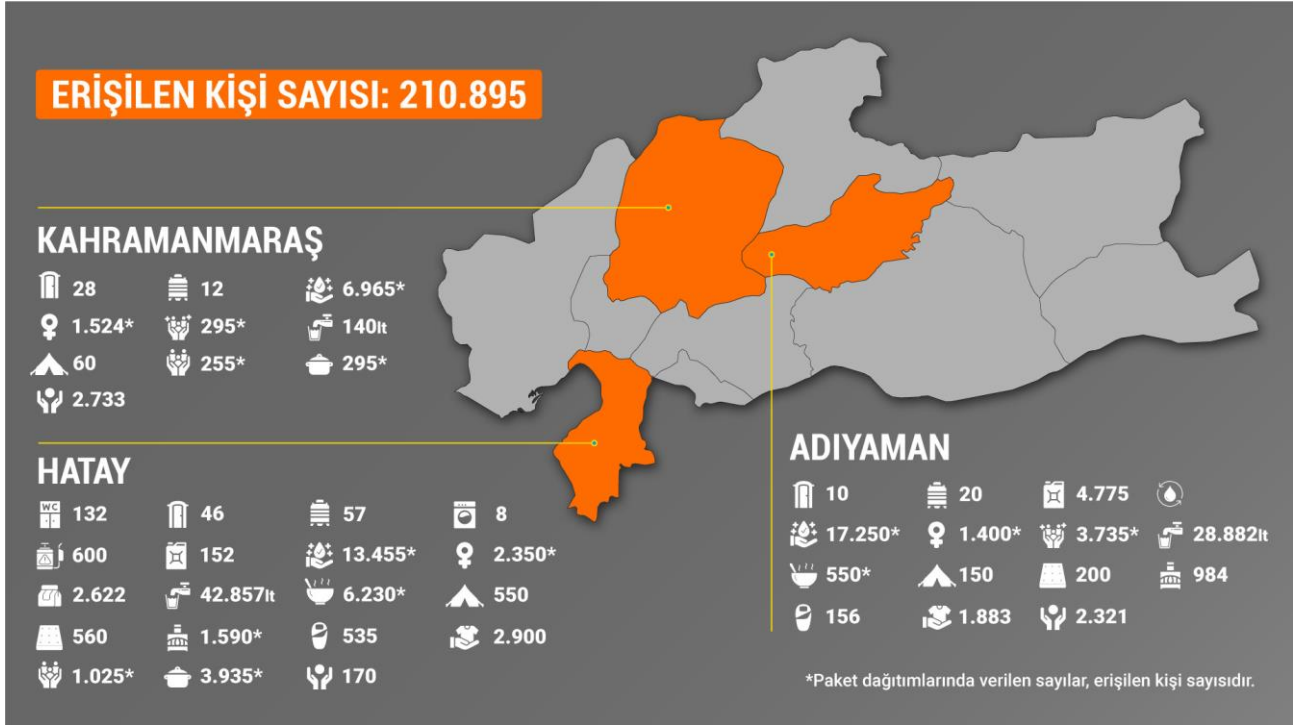 ERİŞİLEN KİŞİ SAYISI: 210.895
KAHRAMANMARAŞ
28 12 6.965*
1.524* 295* 140lt
60 255* 295*
2.733
HATAY
WC 132 46 57 8
600 152 13.455* 2.350*
2.622 42.857lt 6.230* 550
560 1.590* 535 2.900
1.025* 3.935* 170
ADIYAMAN
10 20 4.775
17.250* 1.400* 3.735* 28.882lt
550* 150 200 984
156 1.883 2.321
*Paket dağıtımlarında verilen sayılar, erişilen kişi sayısıdır.